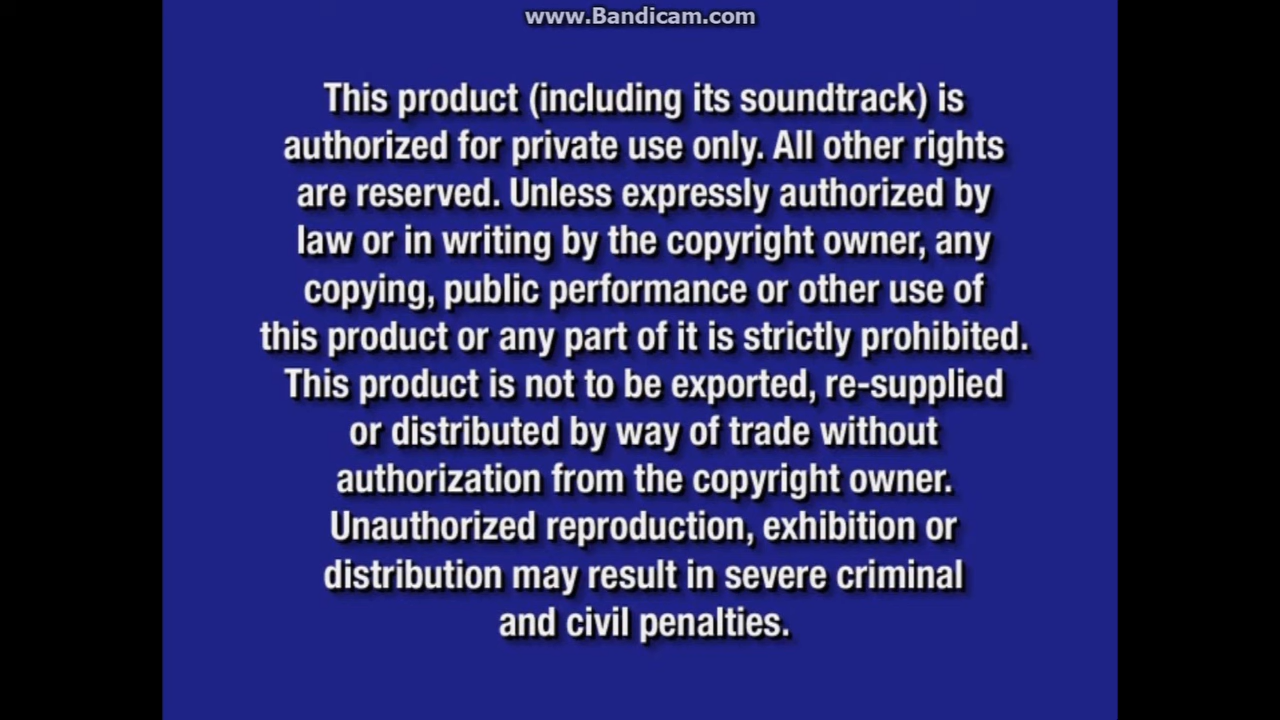 www.Bandicam.com
This product (including its soundtrack) is
authorized for private use only. All other rights
are reserved. Unless expressly authorized by
law or in writing by the copyright owner, any
copying, public performance or other use of
this product or any part of it is strictly prohibited.
This product is not to be exported, re-supplied
or distributed by way of trade without
authorization from the copyright owner.
Unauthorized reproduction, exhibition or
distribution may result in severe criminal
and civil penalties.